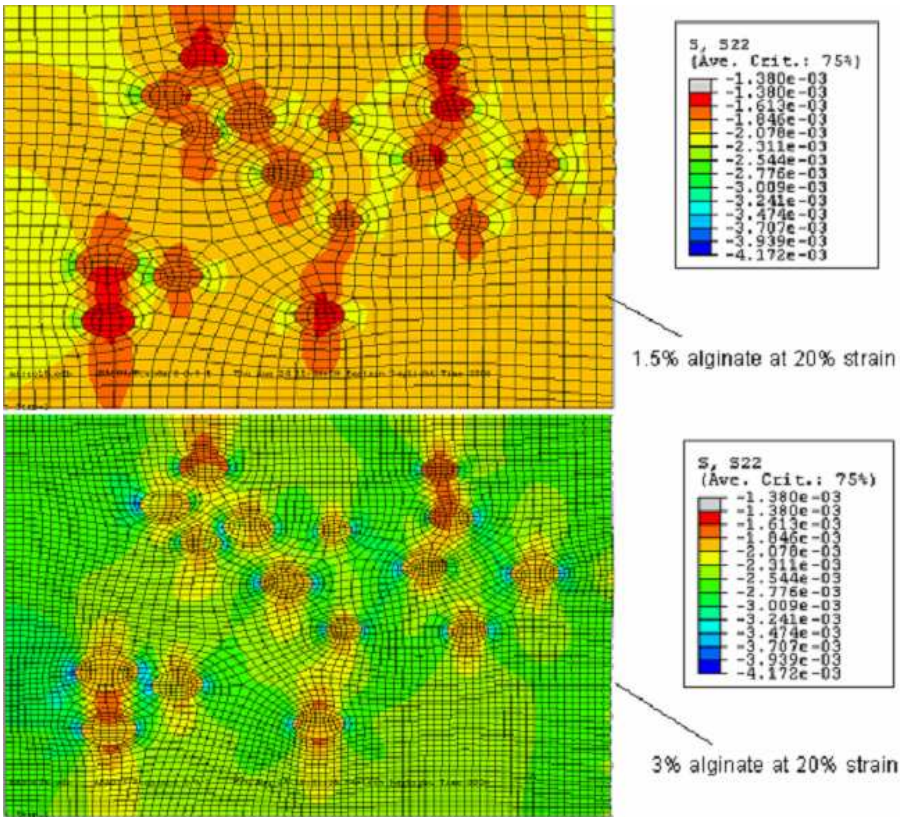 S, S22
(Ave. Crit.: 75%)
-1.380e-03
-1.380e-03
-1.613e-03
-1.846e-03
-2.078e-03
-2.311e-03
-2.544e-03
-2.776e-03
-3.009e-03
-3.241e-03
-3.474e-03
-3.707e-03
-3.939e-03
-4.172e-03
1.5% alginate at 20% strain
S, S22
(Ave. Crit.: 75%)
-1.380e-03
-1.380e-03
-1.613e-03
-1.846e-03
-2.078e-03
-2.311e-03
-2.544e-03
-2.776e-03
-3.009e-03
-3.241e-03
-3.474e-03
-3.707e-03
-3.939e-03
-4.172e-03
3% alginate at 20% strain